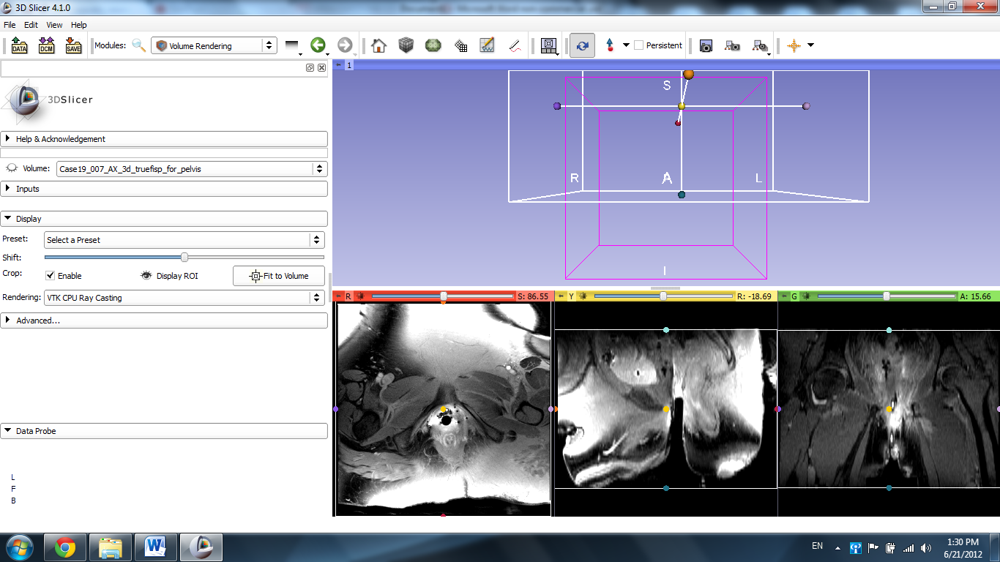 3D Slicer 4.1.0
File Edit View Help
DATA DCM SAVE Modules: Volume Rendering Persistent
1
3DSlicer
Help & Acknowledgement
Volume: Case19_007_AX_3d_truefisp_for_pelvis
Inputs
Display
Preset: Select a Preset
Shift:
Crop: Enable Display ROI Fit to Volume
Rendering: VTK CPU Ray Casting
Advanced...
Data Probe
L
F
B
S
R A L
I
R S: 86.55
Y R: -18.69
G A: 15.66
EN
1:30 PM
6/21/2012